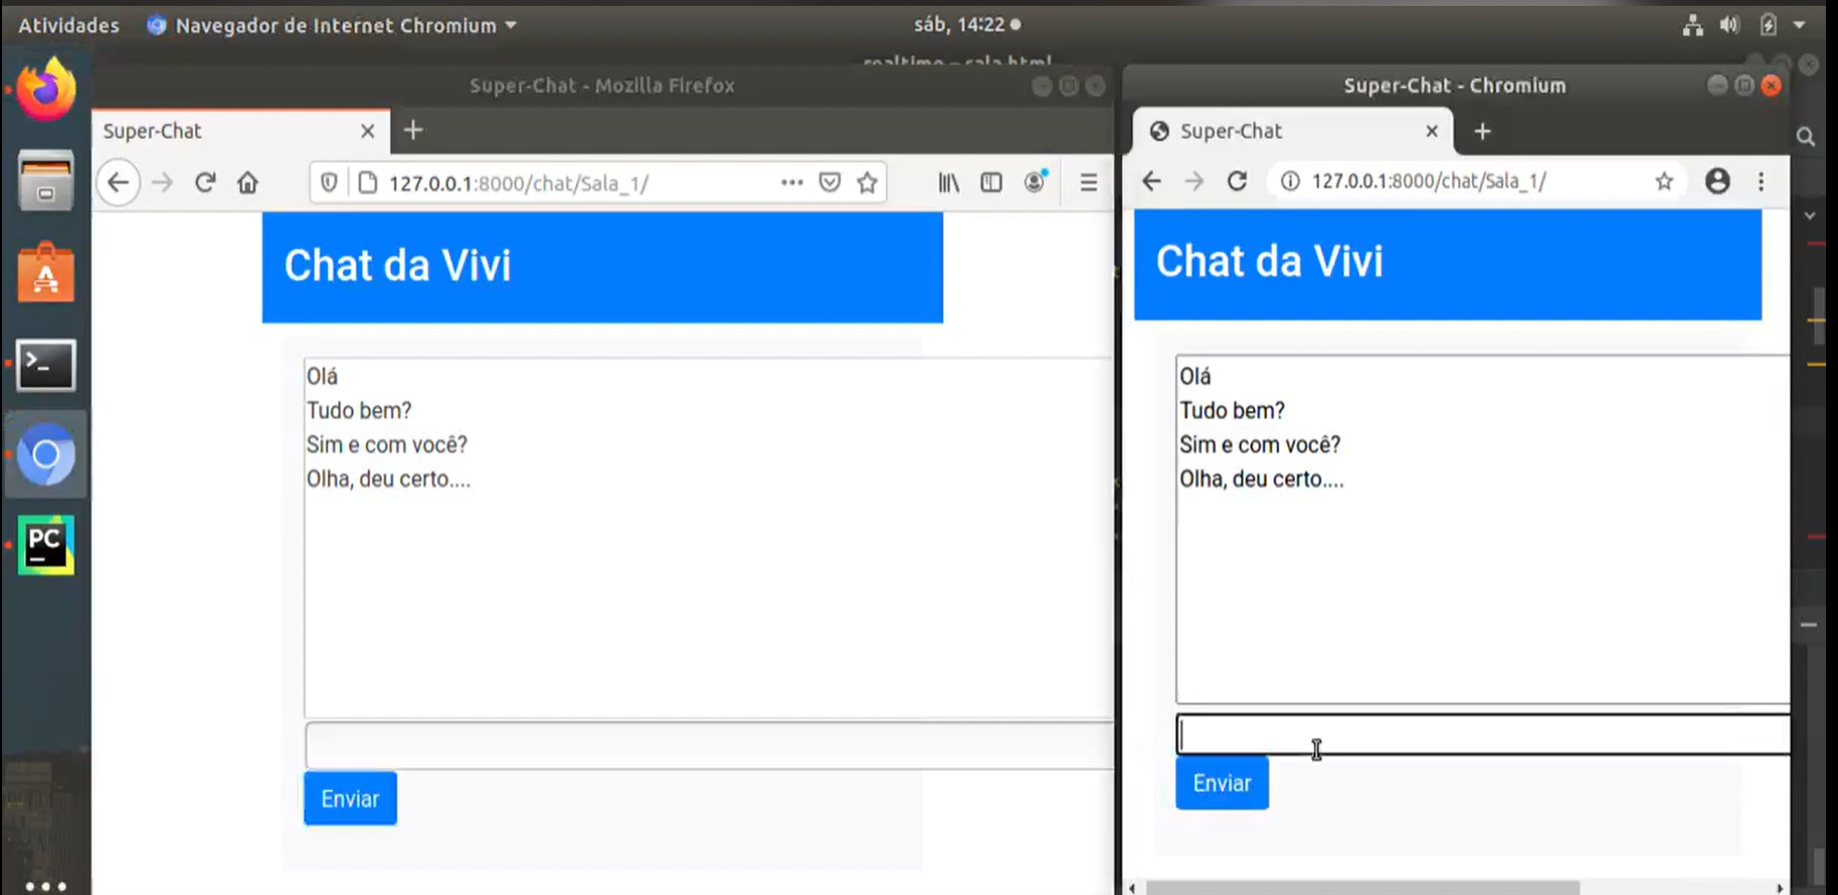 Atividades
Navegador de Internet Chromium
sáb, 14:22
realtime – sala.html
Super-Chat - Mozilla Firefox
Super-Chat
127.0.0.1:8000/chat/Sala_1/
Chat da Vivi
Olá
Tudo bem?
Sim e com você?
Olha, deu certo....
Enviar
Super-Chat - Chromium
Super-Chat
127.0.0.1:8000/chat/Sala_1/
Chat da Vivi
Olá
Tudo bem?
Sim e com você?
Olha, deu certo....
Enviar
PC